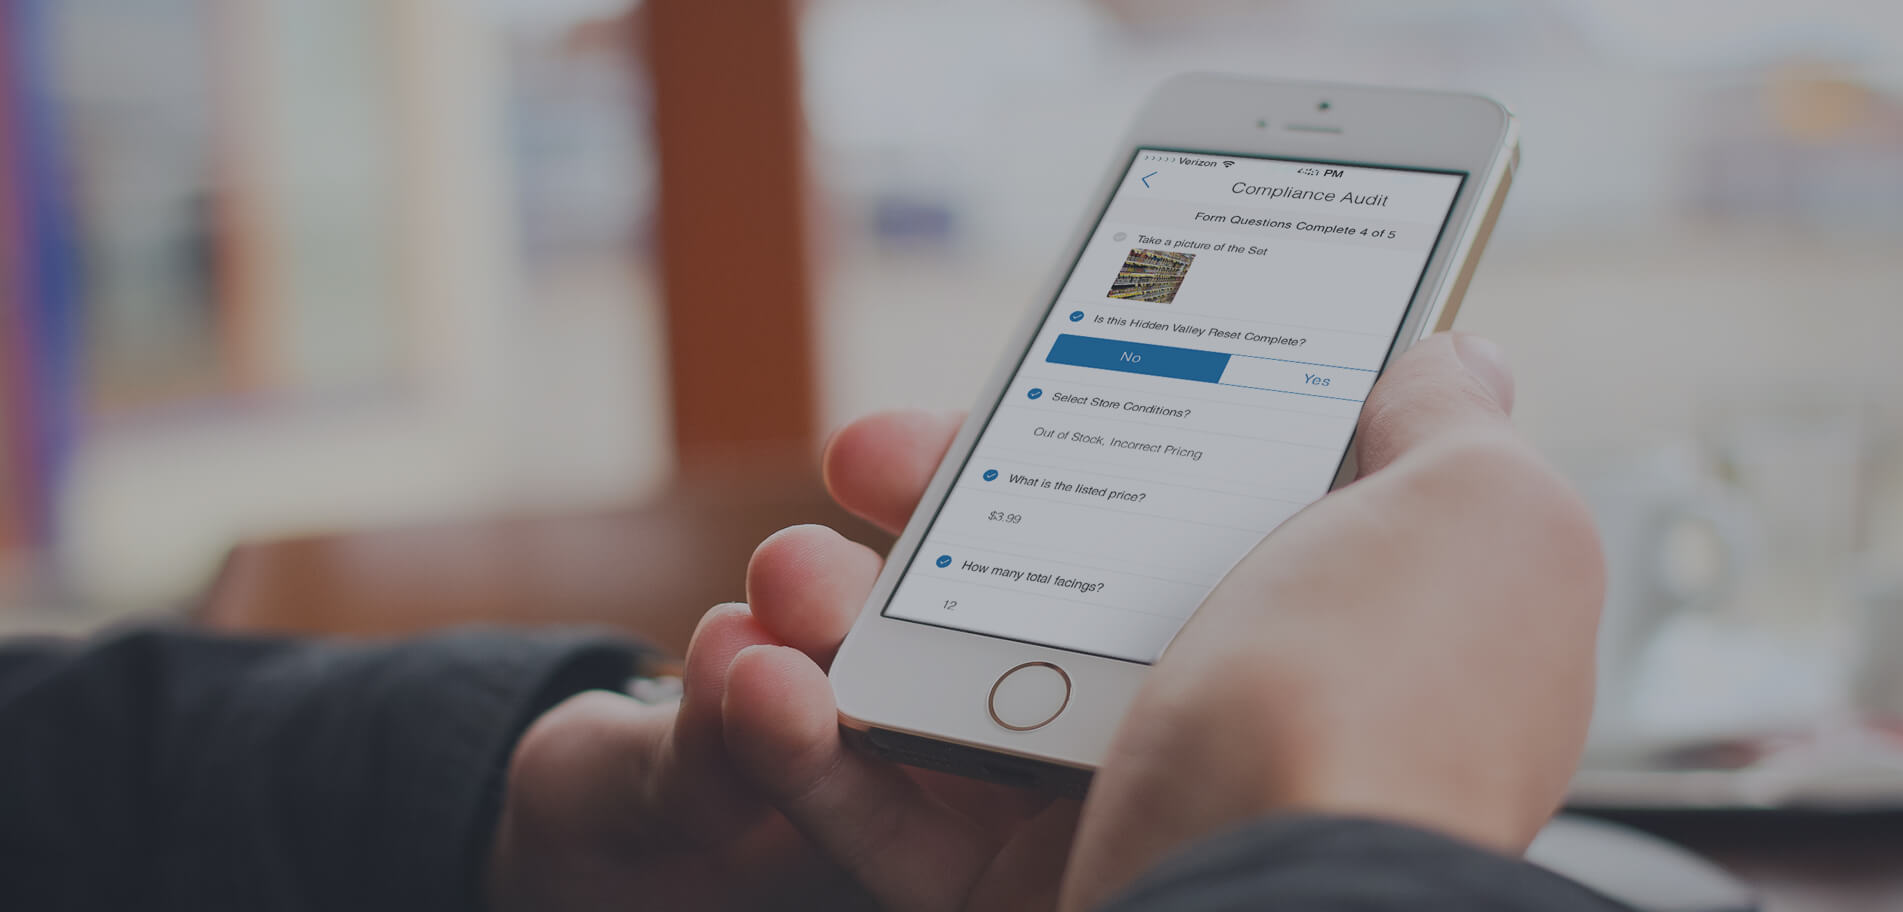 Verizon
PM
Compliance Audit
Form Questions Complete 4 of 5
Take a picture of the Set
Is this Hidden Valley Reset Complete?
No
Yes
Select Store Conditions?
Out of Stock, Incorrect Pricng
What is the listed price?
$3.99
How many total facings?
12